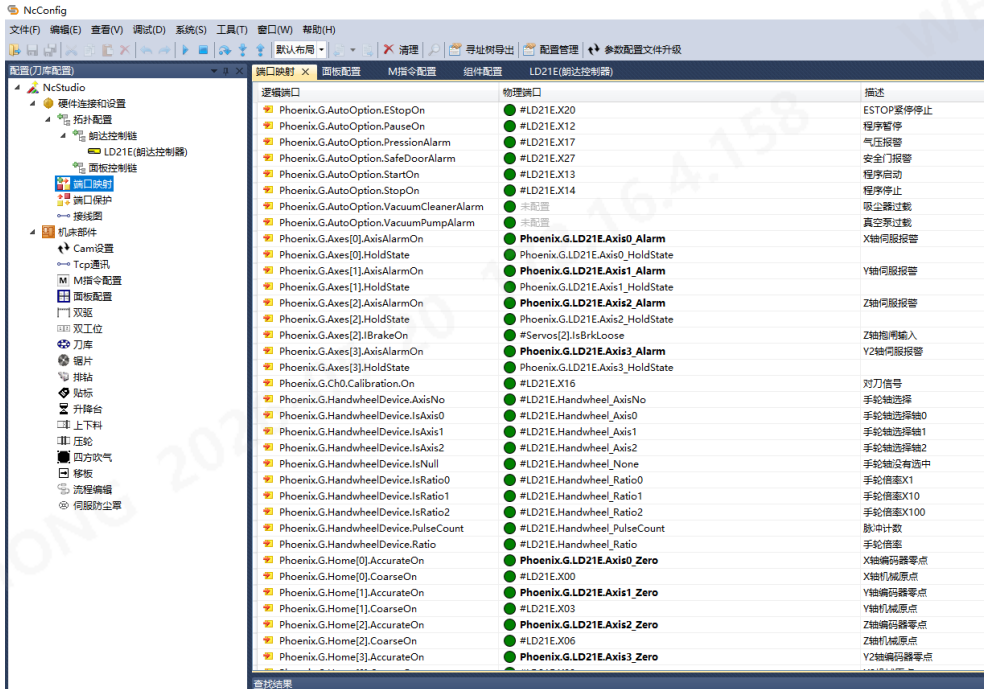 NcConfig
文件(F) 编辑(E) 查看(V) 调试(D) 系统(S) 工具(T) 窗口(W) 帮助(H)
默认布局 清理 寻址树导出 配置管理 参数配置文件升级
配置(刀库配置)
NcStudio
硬件连接和设置
拓扑配置
朗达控制链
LD21E(朗达控制器)
面板控制链
端口映射
端口保护
接线图
机床部件
Cam设置
Tcp通讯
M M指令配置
面板配置
双驱
双工位
刀库
锯片
排钻
贴标
升降台
上下料
压轮
四方吹气
移板
流程编辑
伺服防尘罩
端口映射 面板配置 M指令配置 组件配置 LD21E(朗达控制器)
逻辑端口 物理端口 描述
Phoenix.G.AutoOption.EStopOn #LD21E.X20 ESTOP紧停停止
Phoenix.G.AutoOption.PauseOn #LD21E.X12 程序暂停
Phoenix.G.AutoOption.PressionAlarm #LD21E.X17 气压报警
Phoenix.G.AutoOption.SafeDoorAlarm #LD21E.X27 安全门报警
Phoenix.G.AutoOption.StartOn #LD21E.X13 程序启动
Phoenix.G.AutoOption.StopOn #LD21E.X14 程序停止
Phoenix.G.AutoOption.VacuumCleanerAlarm 未配置 吸尘器过载
Phoenix.G.AutoOption.VacuumPumpAlarm 未配置 真空泵过载
Phoenix.G.Axes[0].AxisAlarmOn Phoenix.G.LD21E.Axis0_Alarm X轴伺服报警
Phoenix.G.Axes[0].HoldState Phoenix.G.LD21E.Axis0_HoldState
Phoenix.G.Axes[1].AxisAlarmOn Phoenix.G.LD21E.Axis1_Alarm Y轴伺服报警
Phoenix.G.Axes[1].HoldState Phoenix.G.LD21E.Axis1_HoldState
Phoenix.G.Axes[2].AxisAlarmOn Phoenix.G.LD21E.Axis2_Alarm Z轴伺服报警
Phoenix.G.Axes[2].HoldState Phoenix.G.LD21E.Axis2_HoldState
Phoenix.G.Axes[2].IBrakeOn #Servos[2].IsBrkLoose Z轴抱闸输入
Phoenix.G.Axes[3].AxisAlarmOn Phoenix.G.LD21E.Axis3_Alarm Y2轴伺服报警
Phoenix.G.Axes[3].HoldState Phoenix.G.LD21E.Axis3_HoldState
Phoenix.G.Ch0.Calibration.On #LD21E.X16 对刀信号
Phoenix.G.HandwheelDevice.AxisNo #LD21E.Handwheel_AxisNo 手轮轴选择
Phoenix.G.HandwheelDevice.IsAxis0 #LD21E.Handwheel_Axis0 手轮轴选择轴0
Phoenix.G.HandwheelDevice.IsAxis1 #LD21E.Handwheel_Axis1 手轮轴选择轴1
Phoenix.G.HandwheelDevice.IsAxis2 #LD21E.Handwheel_Axis2 手轮轴选择轴2
Phoenix.G.HandwheelDevice.IsNull #LD21E.Handwheel_None 手轮轴没有选中
Phoenix.G.HandwheelDevice.IsRatio0 #LD21E.Handwheel_Ratio0 手轮倍率X1
Phoenix.G.HandwheelDevice.IsRatio1 #LD21E.Handwheel_Ratio1 手轮倍率X10
Phoenix.G.HandwheelDevice.IsRatio2 #LD21E.Handwheel_Ratio2 手轮倍率X100
Phoenix.G.HandwheelDevice.PulseCount #LD21E.Handwheel_PulseCount 脉冲计数
Phoenix.G.HandwheelDevice.Ratio #LD21E.Handwheel_Ratio 手轮倍率
Phoenix.G.Home[0].AccurateOn Phoenix.G.LD21E.Axis0_Zero X轴编码器零点
Phoenix.G.Home[0].CoarseOn #LD21E.X00 X轴机械原点
Phoenix.G.Home[1].AccurateOn Phoenix.G.LD21E.Axis1_Zero Y轴编码器零点
Phoenix.G.Home[1].CoarseOn #LD21E.X03 Y轴机械原点
Phoenix.G.Home[2].AccurateOn Phoenix.G.LD21E.Axis2_Zero Z轴编码器零点
Phoenix.G.Home[2].CoarseOn #LD21E.X06 Z轴机械原点
Phoenix.G.Home[3].AccurateOn Phoenix.G.LD21E.Axis3_Zero Y2轴编码器零点
查找结果